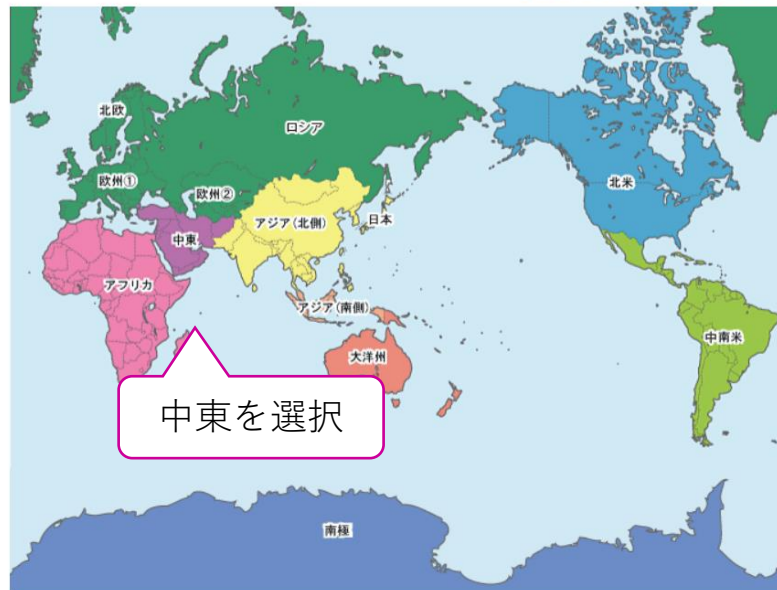 北欧
ロシア
欧州①
欧州②
北米
アジア(北側)
日本
中東
アフリカ
アジア(南側)
中南米
大洋州
中東を選択
南極